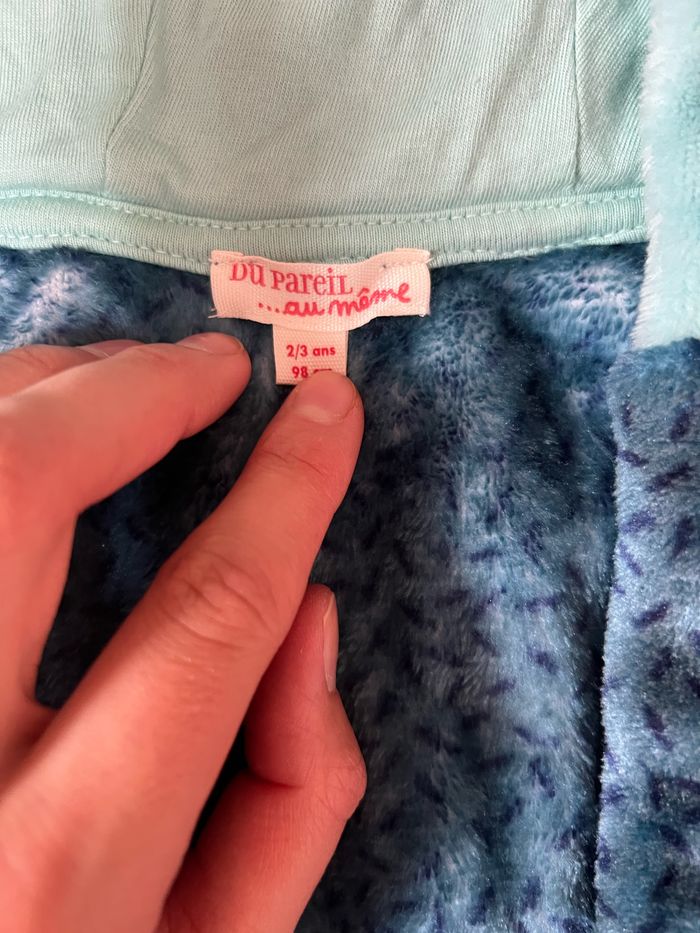 DU PAREIL
...au même
2/3 ans
98